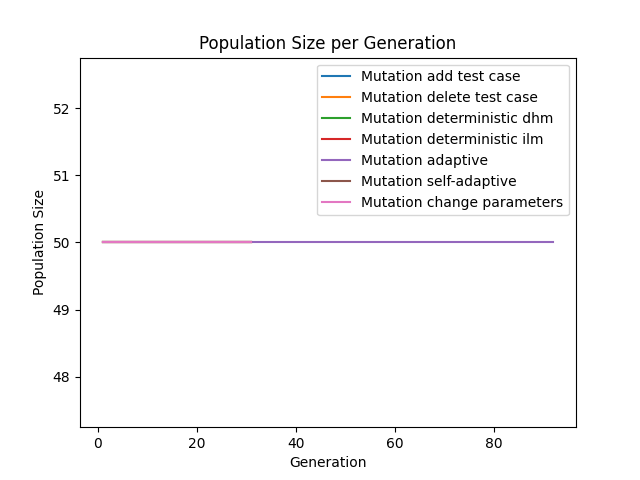 Population Size per Generation
Mutation add test case
Mutation delete test case
Mutation deterministic dhm
Mutation deterministic ilm
Mutation adaptive
Mutation self-adaptive
Mutation change parameters
Population Size
52
51
50
49
48
0 20 40 60 80
Generation